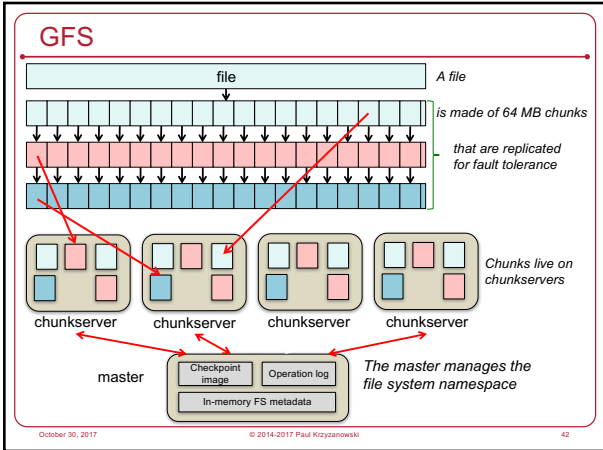 GFS
file
A file
is made of 64 MB chunks
that are replicated
for fault tolerance
Chunks live on
chunkservers
chunkserver
chunkserver
chunkserver
chunkserver
master
Checkpoint
image
Operation log
In-memory FS metadata
The master manages the
file system namespace
October 30, 2017
© 2014-2017 Paul Krzyzanowski
42